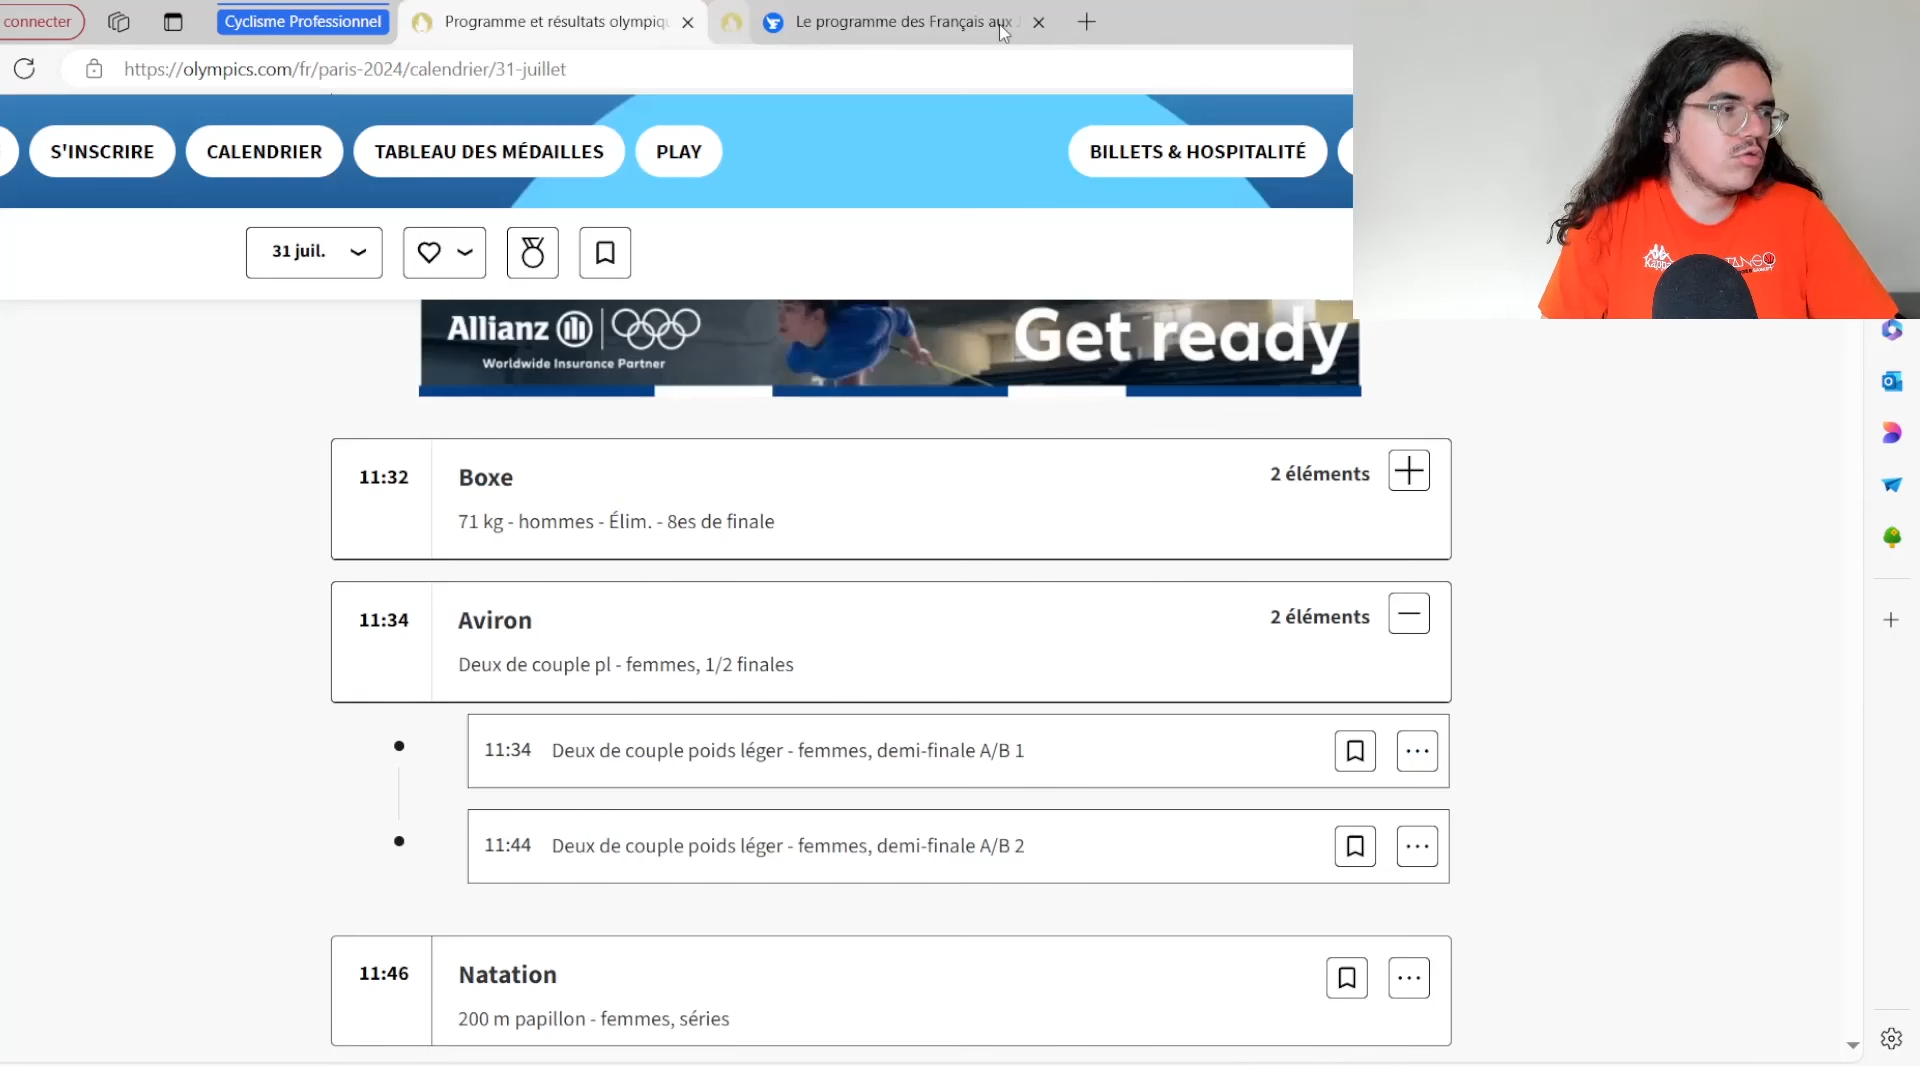 connecter
Cyclisme Professionnel
Programme et résultats olympiq
Le programme des Français aux J
https://olympics.com/fr/paris-2024/calendrier/31-juillet
S'INSCRIRE
CALENDRIER
TABLEAU DES MÉDAILLES
PLAY
BILLETS & HOSPITALITÉ
31 juil.
Allianz
Worldwide Insurance Partner
Get ready
Kappa
11:32
Boxe
2 éléments
71 kg - hommes - Élim. - 8es de finale
11:34
Aviron
2 éléments
Deux de couple pl - femmes, 1/2 finales
11:34 Deux de couple poids léger - femmes, demi-finale A/B 1
11:44 Deux de couple poids léger - femmes, demi-finale A/B 2
11:46
Natation
200 m papillon - femmes, séries